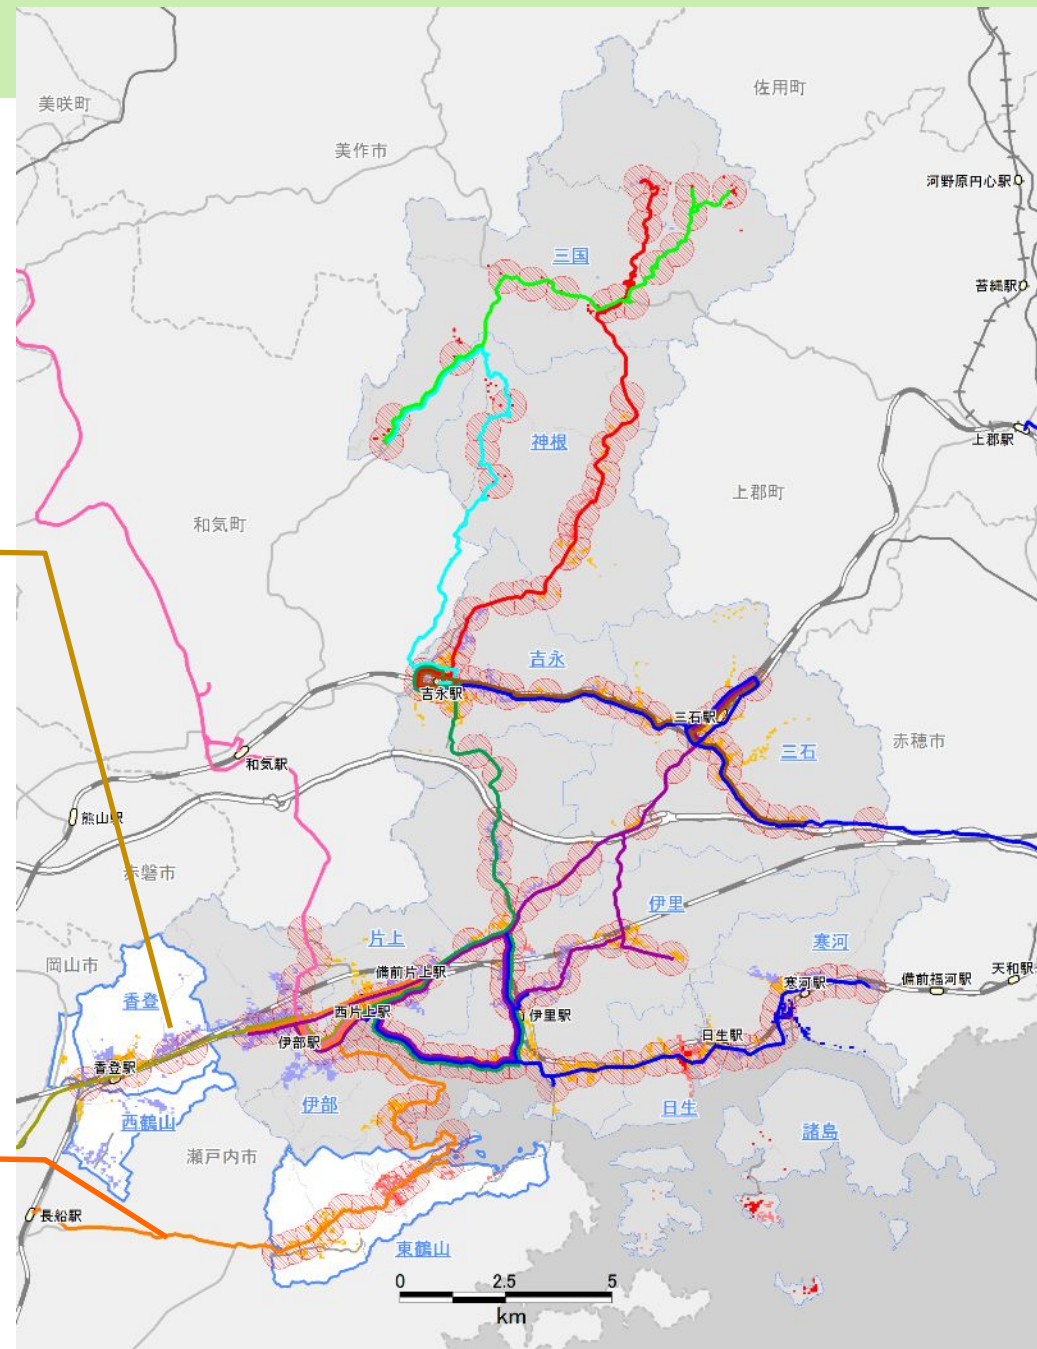 美咲町
佐用町
美作市
河野原円心駅
三国
苔縄駅
神根
上郡駅
上郡町
和気町
吉永
吉永駅
三石駅
三石
赤穂市
和気駅
熊山駅
赤磐市
伊里
片上
寒河
岡山市
備前片上駅
天和駅
寒河駅
備前福河駅
香登
西片上駅
伊里駅
伊部駅
日生駅
香登駅
伊部
日生
西鶴山
諸島
瀬戸内市
長船駅
東鶴山
0 2.5 5
km